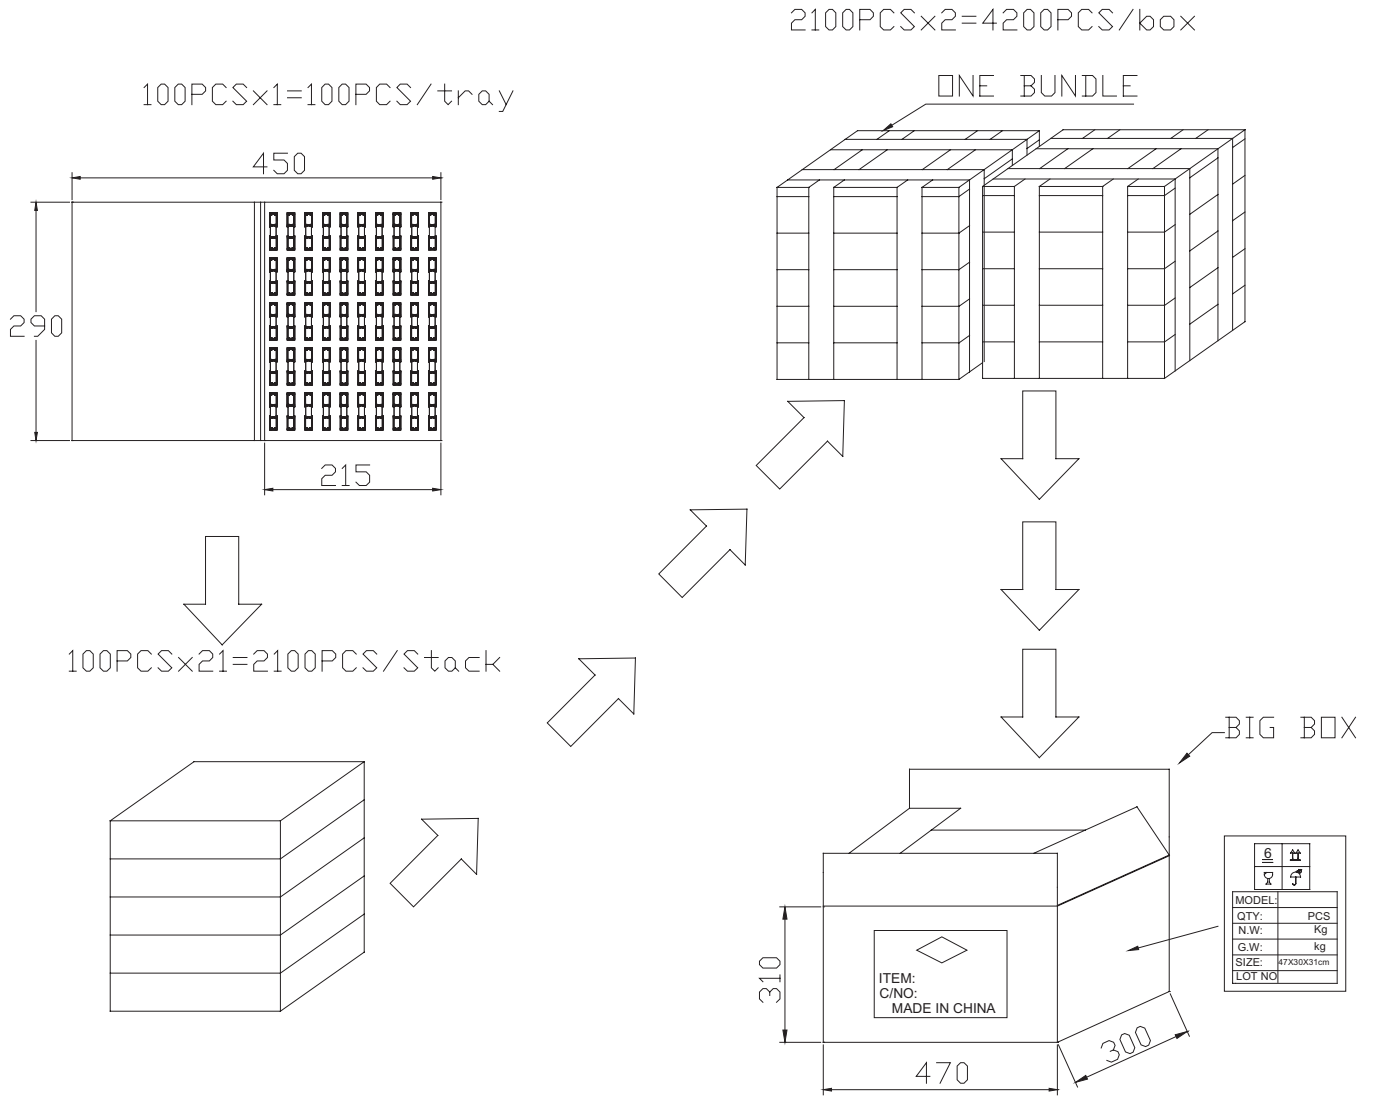 2100PCSx2=4200PCS/box
ONE BUNDLE
100PCSx1=100PCS/tray
450
290
215
100PCSx21=2100PCS/Stack
BIG BOX
6
MODEL:
QTY: PCS
N.W: Kg
G.W: kg
SIZE: 47X30X31cm
LOT NO
310
ITEM:
C/NO:
MADE IN CHINA
470
300